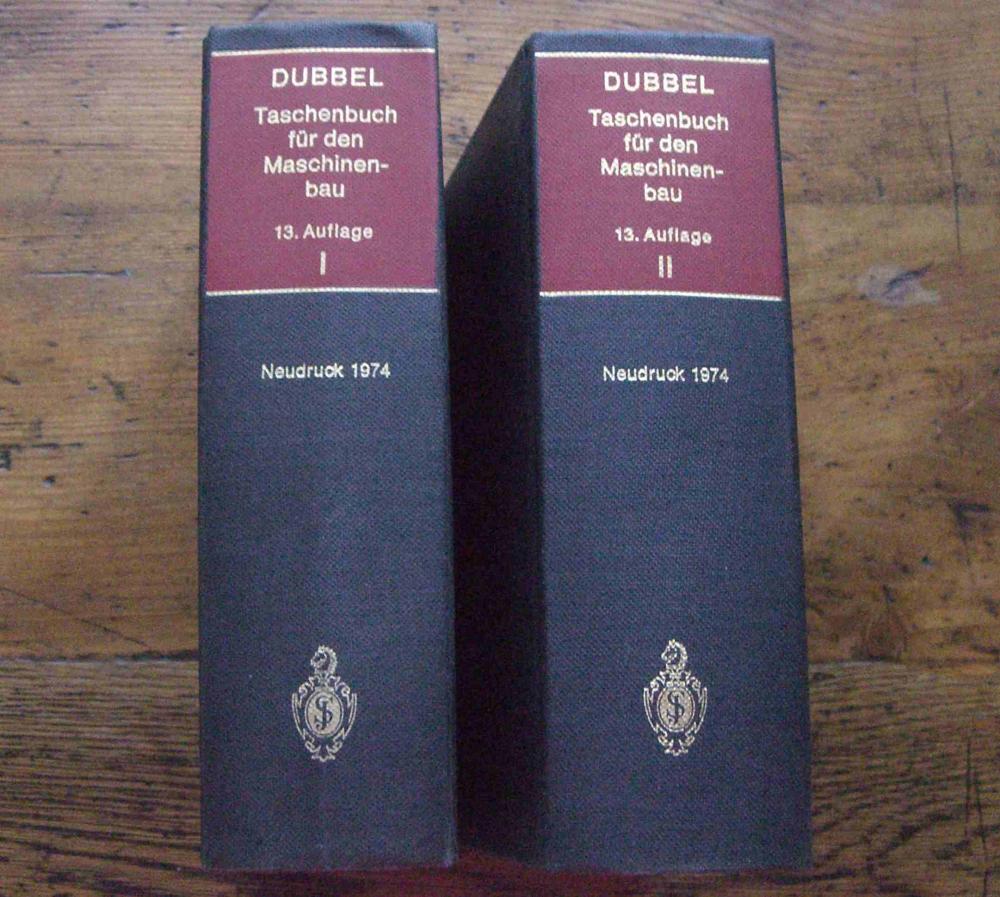 DUBBEL
Taschenbuch
für den
Maschinen-
bau
13. Auflage
I
Neudruck 1974
DUBBEL
Taschenbuch
für den
Maschinen-
bau
13. Auflage
II
Neudruck 1974